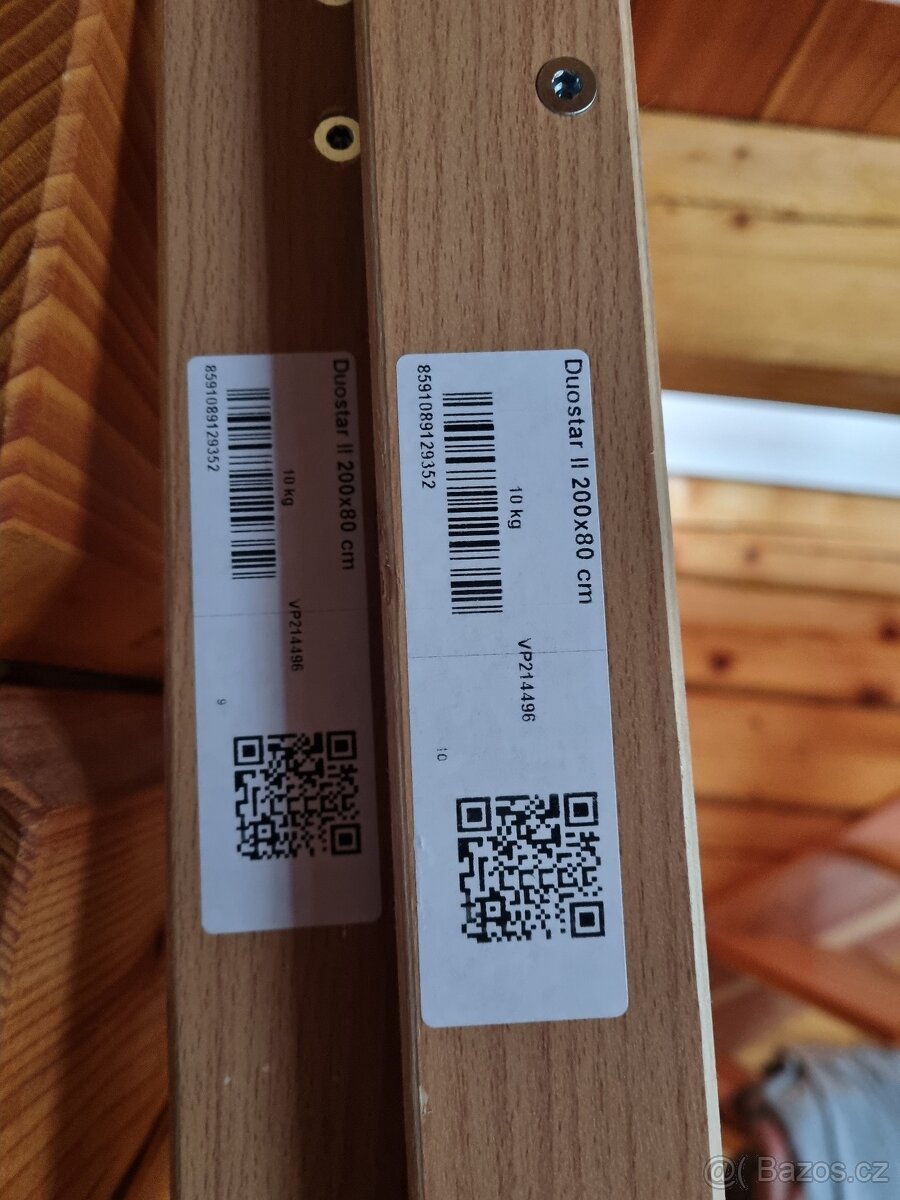 Duostar II 200x80 cm
10 kg
8591089129352
VP214496
9
Duostar II 200x80 cm
10 kg
8591089129352
VP214496
10
@( Bazos.cz